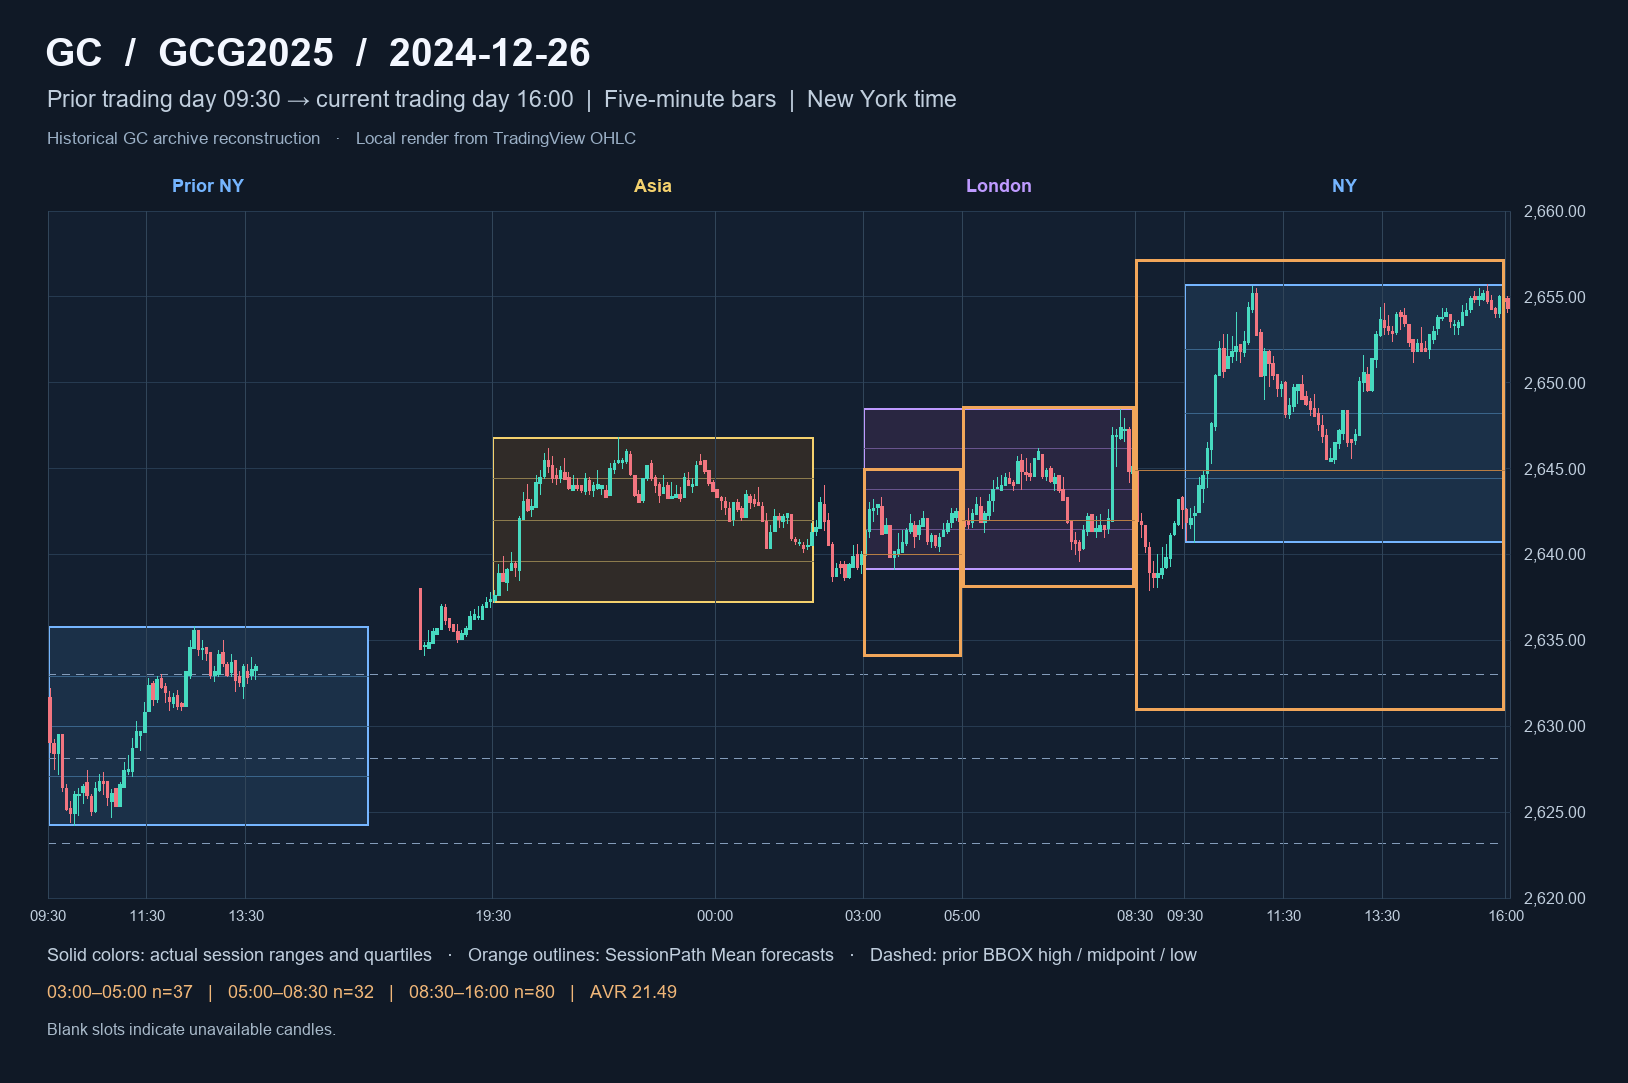 GC / GCG2025 / 2024-12-26
Prior trading day 09:30 → current trading day 16:00 | Five-minute bars | New York time
Historical GC archive reconstruction · Local render from TradingView OHLC
Prior NY Asia London NY
2,660.00
2,655.00
2,650.00
2,645.00
2,640.00
2,635.00
2,630.00
2,625.00
2,620.00
09:30 11:30 13:30 19:30 00:00 03:00 05:00 08:30 09:30 11:30 13:30 16:00
Solid colors: actual session ranges and quartiles · Orange outlines: SessionPath Mean forecasts · Dashed: prior BBOX high / midpoint / low
03:00–05:00 n=37 | 05:00–08:30 n=32 | 08:30–16:00 n=80 | AVR 21.49
Blank slots indicate unavailable candles.